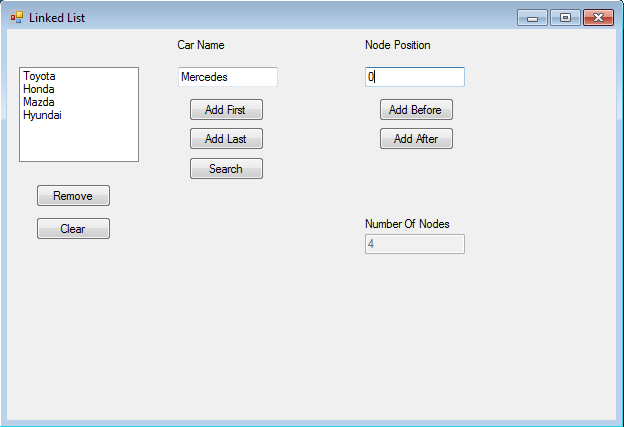 Linked List
Car Name
Node Position
Toyota
Honda
Mazda
Hyundai
Mercedes
0
Add First
Add Before
Add Last
Add After
Search
Remove
Clear
Number Of Nodes
4